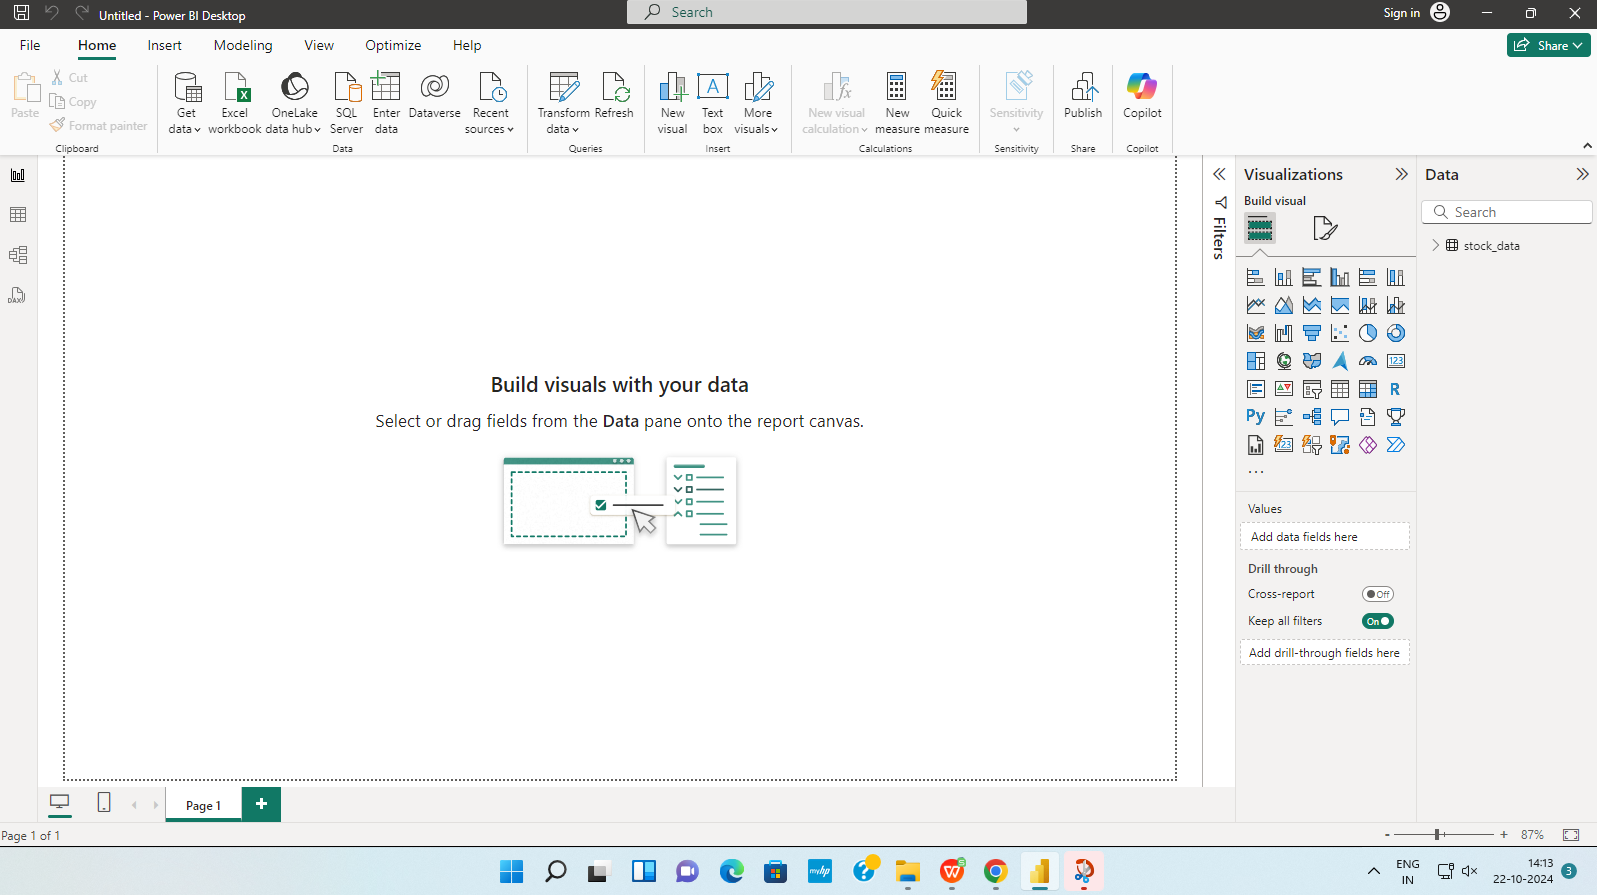 Untitled - Power BI Desktop
Search
Sign in
File
Home
Insert
Modeling
View
Optimize
Help
Share
Paste
Cut
Copy
Format painter
Clipboard
Get
data
Excel
workbook
OneLake
data hub
SQL
Server
Enter
data
Dataverse
Recent
sources
Data
Transform
data
Refresh
Queries
New
visual
A
Text
box
More
visuals
Insert
New visual
calculation
New
measure
Quick
measure
Calculations
Sensitivity
Sensitivity
Publish
Share
Copilot
Copilot
DAX
Build visuals with your data
Select or drag fields from the Data pane onto the report canvas.
Filters
Visualizations
Build visual
123
R
Py
123
...
Values
Add data fields here
Drill through
Cross-report
Off
Keep all filters
On
Add drill-through fields here
Data
Search
stock_data
Page 1
+
Page 1 of 1
- + 87%
myhp
W
ENG
IN
14:13
22-10-2024
3